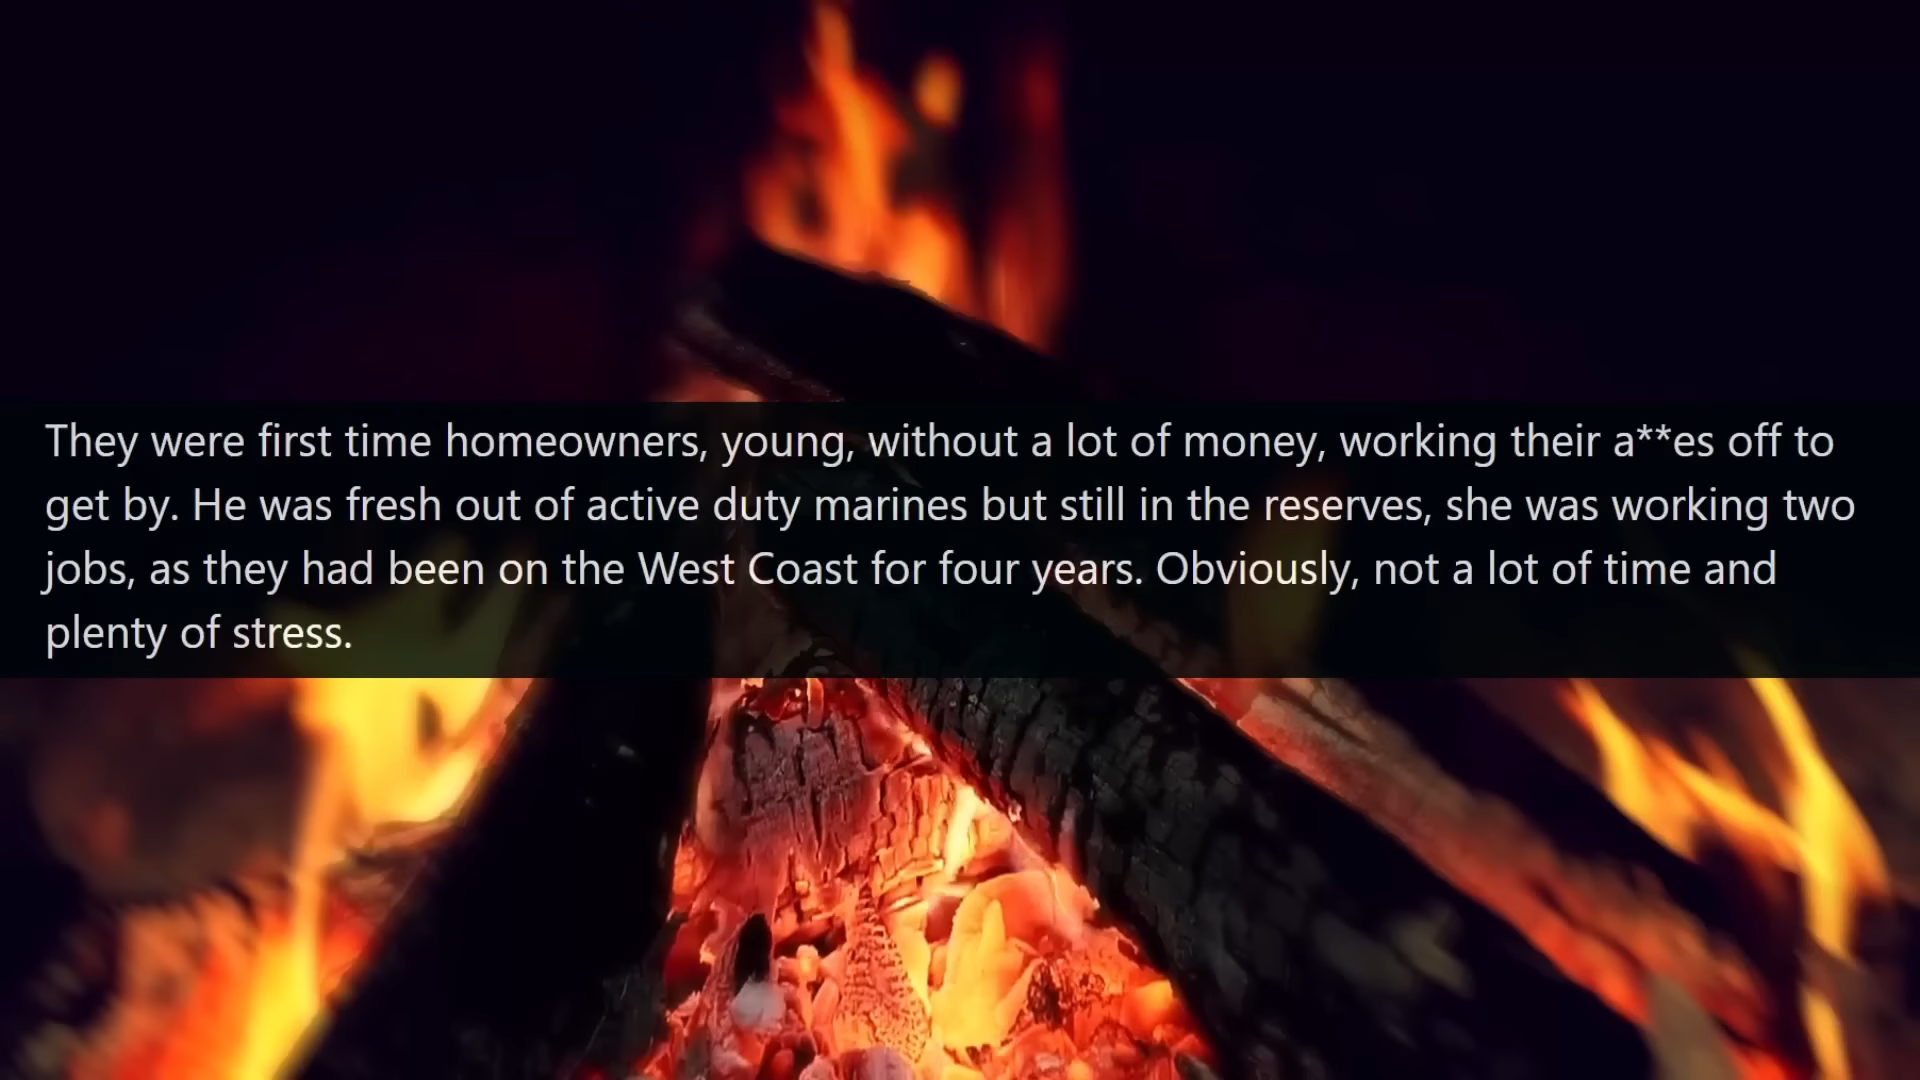 They were first time homeowners, young, without a lot of money, working their a**es off to
get by. He was fresh out of active duty marines but still in the reserves, she was working two
jobs, as they had been on the West Coast for four years. Obviously, not a lot of time and
plenty of stress.